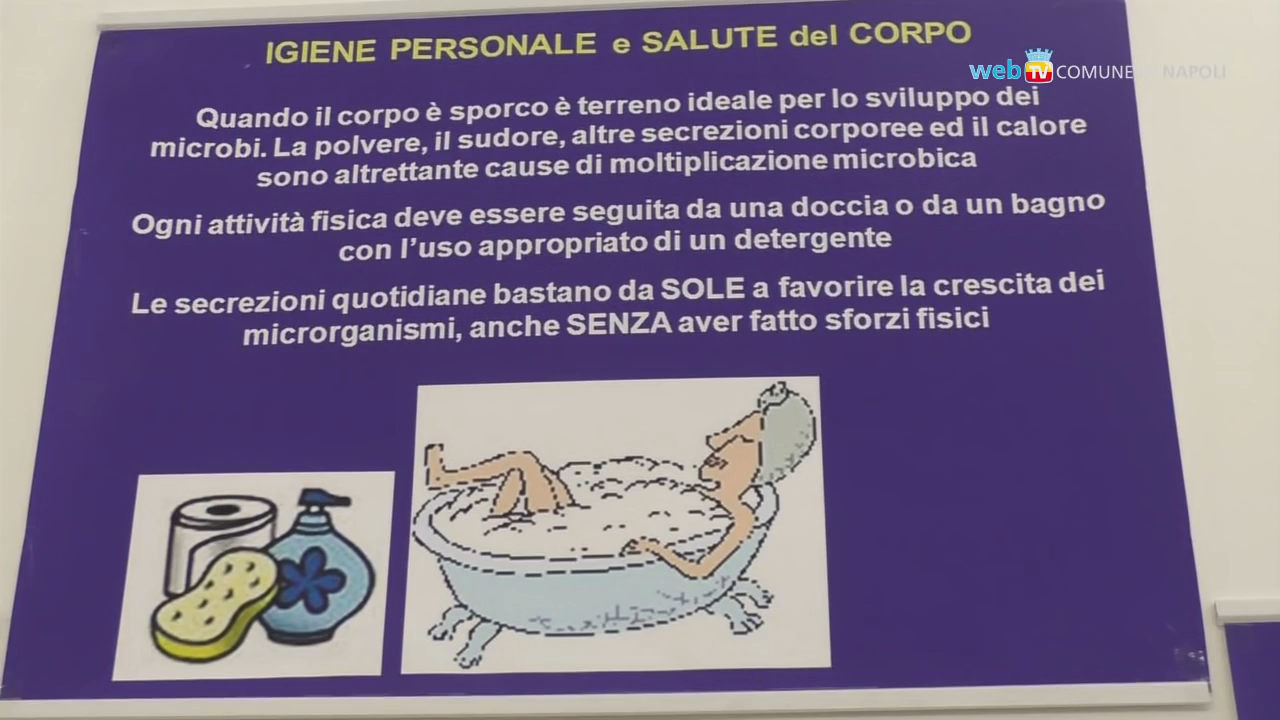 IGIENE PERSONALE e SALUTE del CORPO
web TV COMUNE DI NAPOLI
Quando il corpo è sporco è terreno ideale per lo sviluppo dei
microbi. La polvere, il sudore, altre secrezioni corporee ed il calore
sono altrettante cause di moltiplicazione microbica
Ogni attività fisica deve essere seguita da una doccia o da un bagno
con l'uso appropriato di un detergente
Le secrezioni quotidiane bastano da SOLE a favorire la crescita dei
microrganismi, anche SENZA aver fatto sforzi fisici